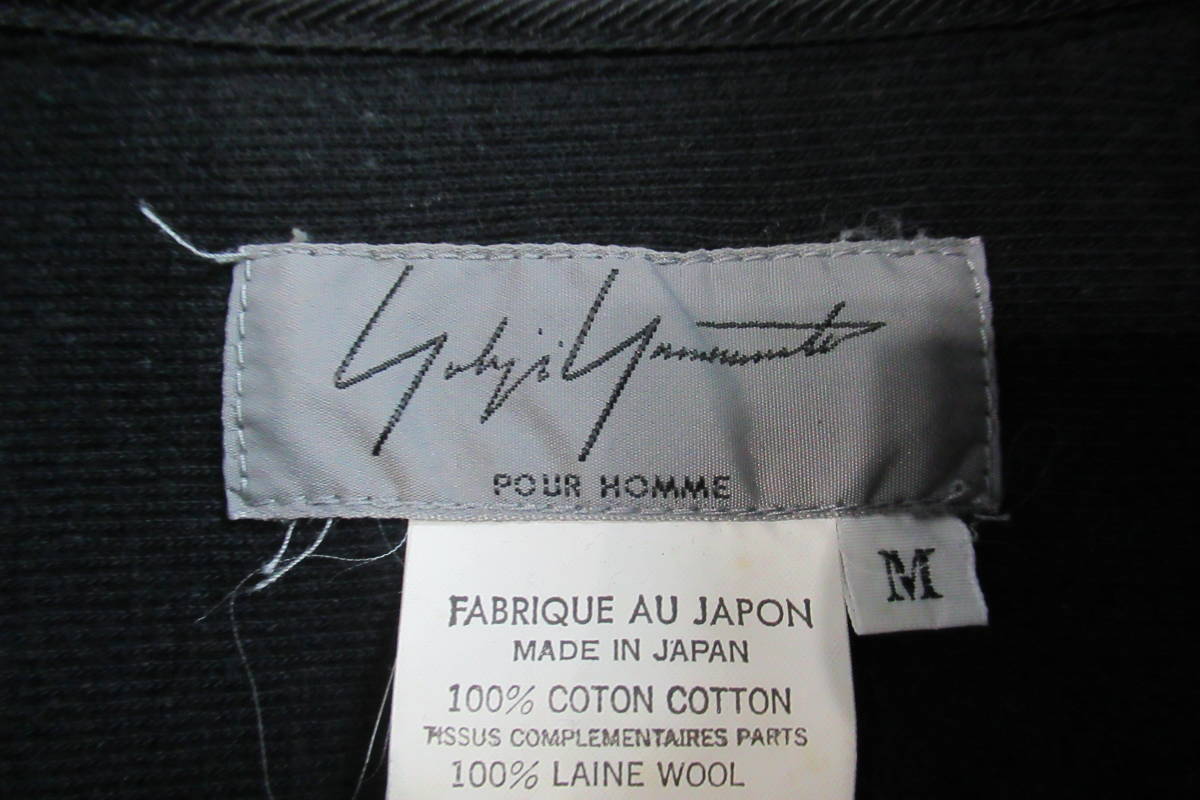 Yohji Yamamoto
POUR HOMME
M
FABRIQUE AU JAPON
MADE IN JAPAN
100% COTON COTTON
TISSUS COMPLEMENTAIRES PARTS
100% LAINE WOOL